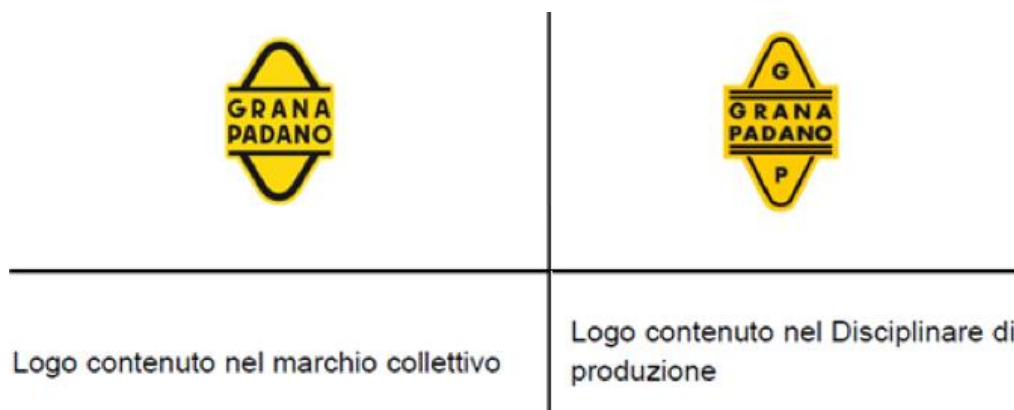 GRANA
PADANO
G
GRANA
PADANO
P
Logo contenuto nel marchio collettivo
Logo contenuto nel Disciplinare di
produzione